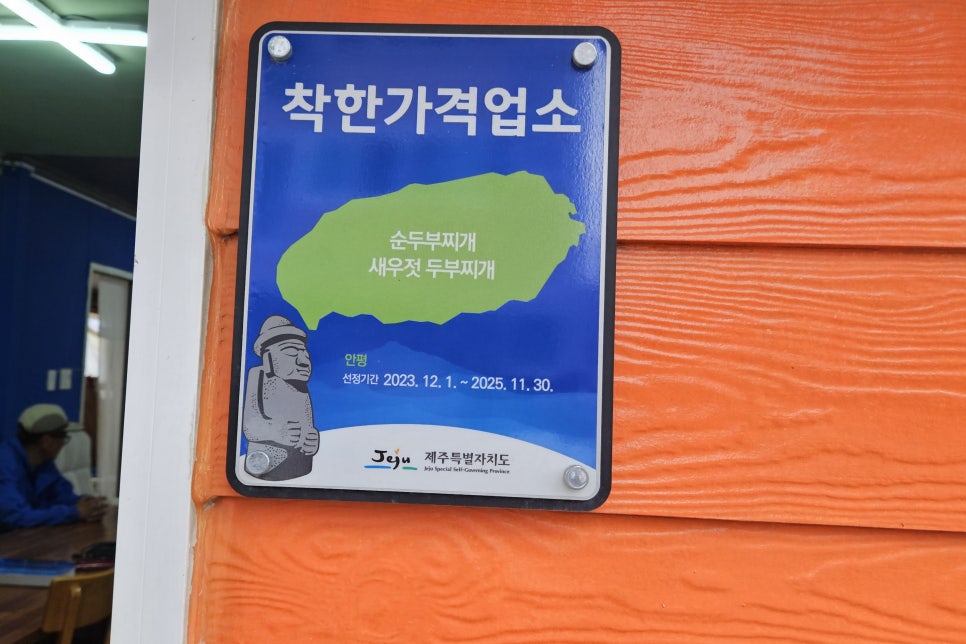 착한가격업소
순두부찌개
새우젓 두부찌개
안평
선정기간 2023. 12. 1. ~ 2025. 11. 30.
Jeju 제주특별자치도
Jeju Special Self-Governing Province